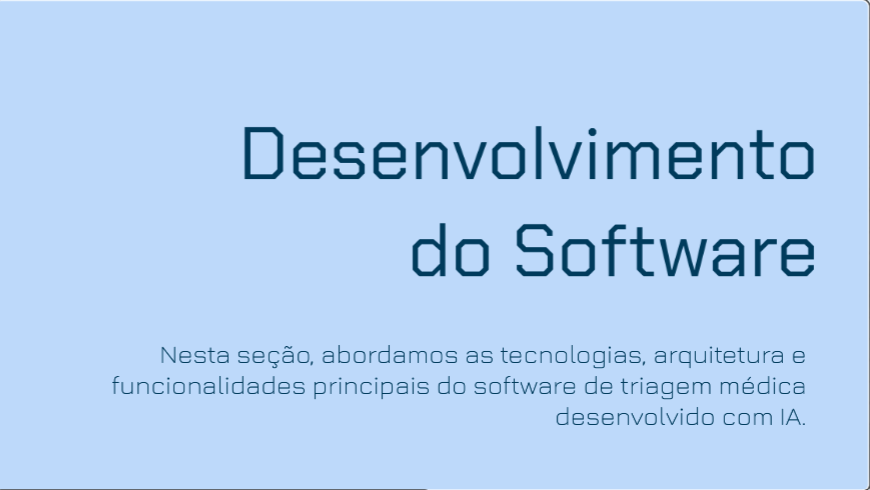 Desenvolvimento
do Software
Nesta seção, abordamos as tecnologias, arquitetura e
funcionalidades principais do software de triagem médica
desenvolvido com IA.